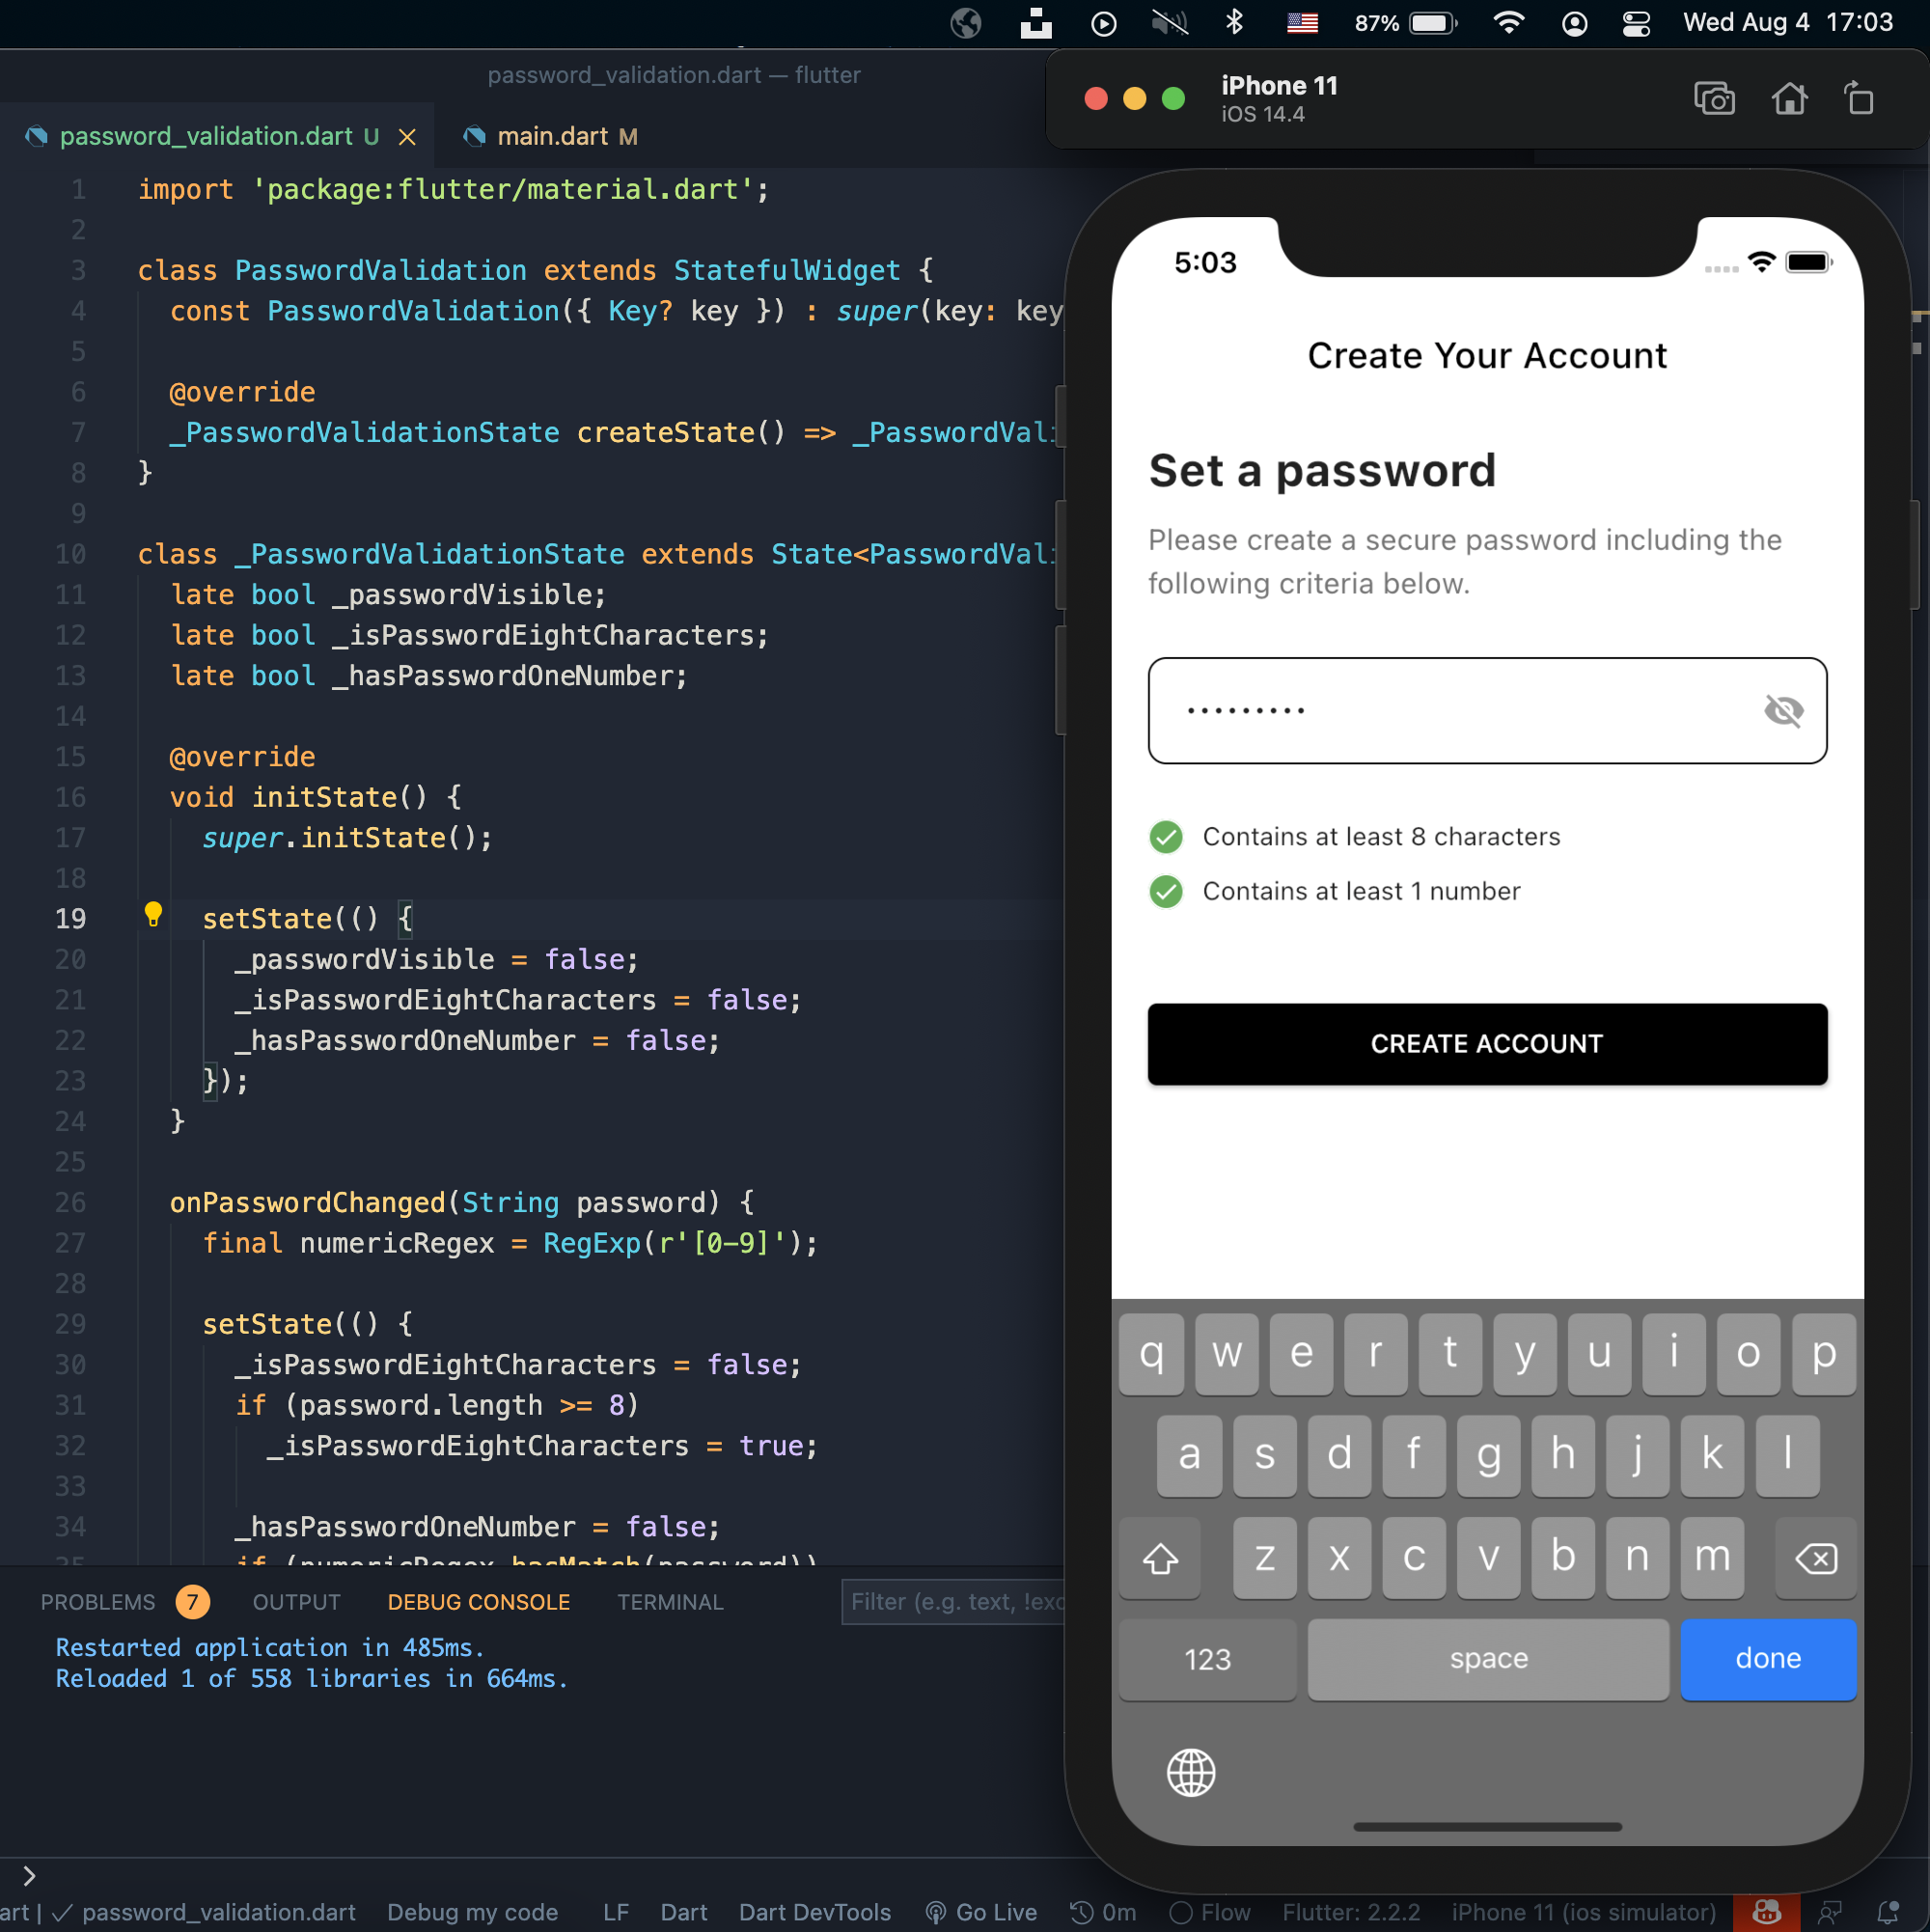 87%
Wed Aug 4 17:03
password_validation.dart — flutter
password_validation.dart U
main.dart M
1 import 'package:flutter/material.dart';
2
3 class PasswordValidation extends StatefulWidget {
4 const PasswordValidation({ Key? key }) : super(key: key
5
6 @override
7 _PasswordValidationState createState() => _PasswordVali
8 }
9
10 class _PasswordValidationState extends State<PasswordVali
11 late bool _passwordVisible;
12 late bool _isPasswordEightCharacters;
13 late bool _hasPasswordOneNumber;
14
15 @override
16 void initState() {
17 super.initState();
18
19 setState(() {
20 _passwordVisible = false;
21 _isPasswordEightCharacters = false;
22 _hasPasswordOneNumber = false;
23 });
24 }
25
26 onPasswordChanged(String password) {
27 final numericRegex = RegExp(r'[0-9]');
28
29 setState(() {
30 _isPasswordEightCharacters = false;
31 if (password.length >= 8)
32 _isPasswordEightCharacters = true;
33
34 _hasPasswordOneNumber = false;
35 if (numericRegex.hasMatch(password))
PROBLEMS 7 OUTPUT DEBUG CONSOLE TERMINAL
Filter (e.g. text, !exc
Restarted application in 485ms.
Reloaded 1 of 558 libraries in 664ms.
art | ✓ password_validation.dart Debug my code LF Dart Dart DevTools Go Live 0m Flow Flutter: 2.2.2 iPhone 11 (ios simulator)
iPhone 11
iOS 14.4
5:03
Create Your Account
Set a password
Please create a secure password including the
following criteria below.
•••••••••
Contains at least 8 characters
Contains at least 1 number
CREATE ACCOUNT
q w e r t y u i o p
a s d f g h j k l
z x c v b n m
123 space done